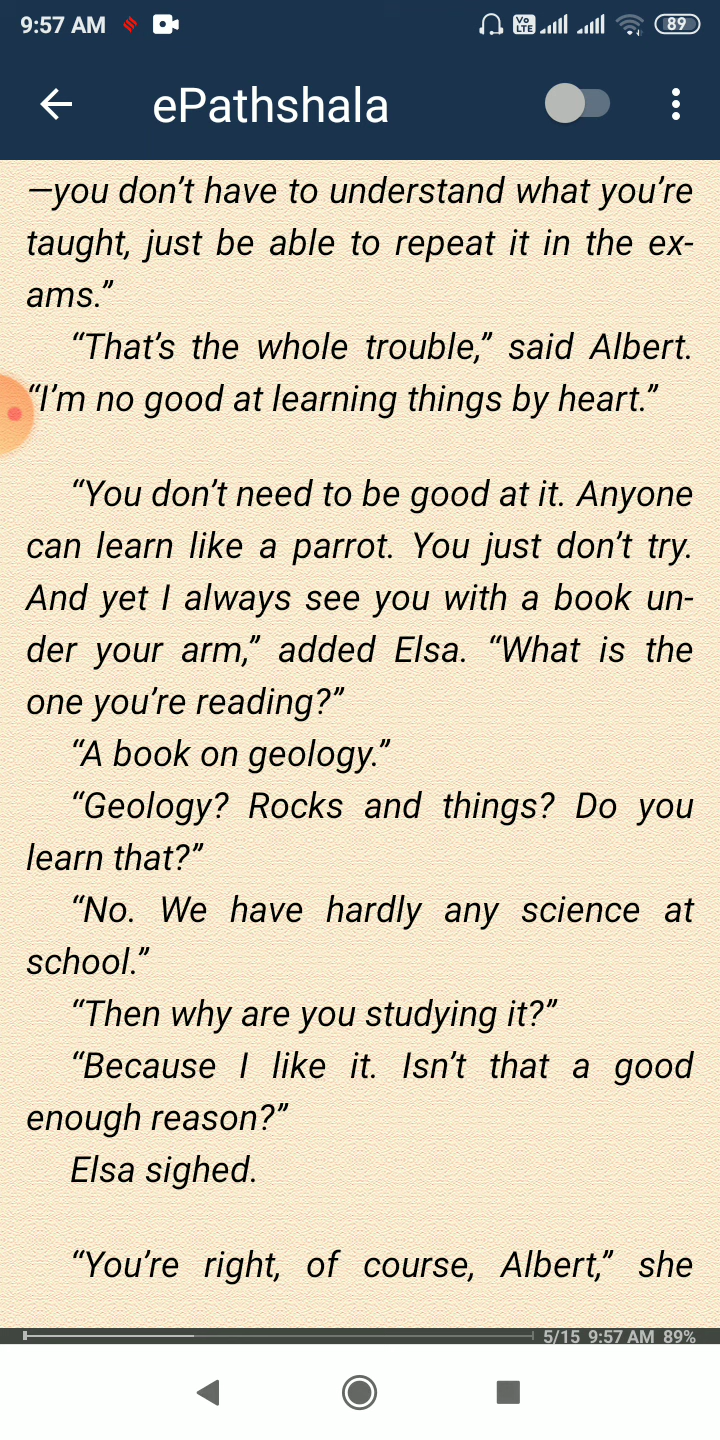 9:57 AM
Vo LTE
89
ePathshala
—you don’t have to understand what you’re
taught, just be able to repeat it in the ex-
ams.”
“That’s the whole trouble,” said Albert.
“I’m no good at learning things by heart.”
“You don’t need to be good at it. Anyone
can learn like a parrot. You just don’t try.
And yet I always see you with a book un-
der your arm,” added Elsa. “What is the
one you’re reading?”
“A book on geology.”
“Geology? Rocks and things? Do you
learn that?”
“No. We have hardly any science at
school.”
“Then why are you studying it?”
“Because I like it. Isn’t that a good
enough reason?”
Elsa sighed.
“You’re right, of course, Albert,” she
5/15 9:57 AM 89%